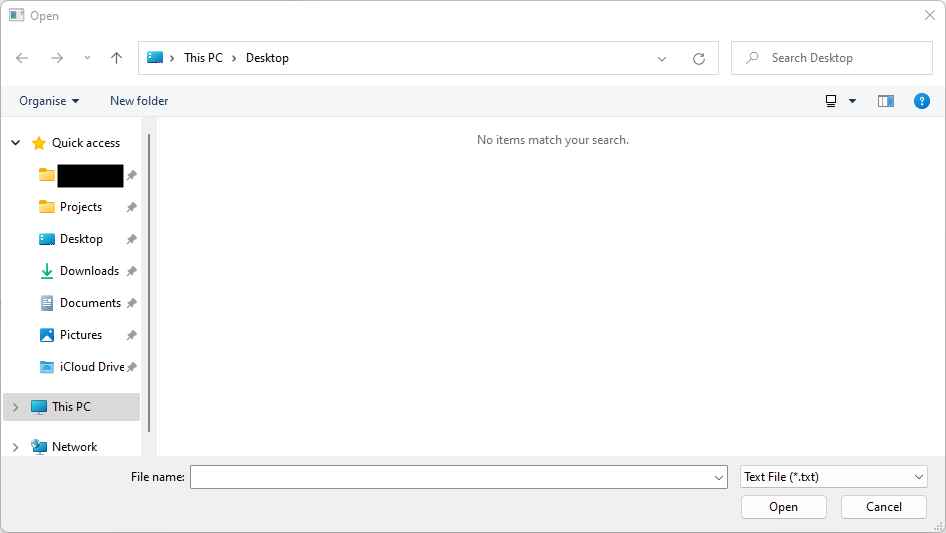 Open
This PC > Desktop
Search Desktop
Organise New folder
?
No items match your search.
Quick access
Projects
Desktop
Downloads
Documents
Pictures
iCloud Drive
This PC
Network
File name:
Text File (*.txt)
Open Cancel